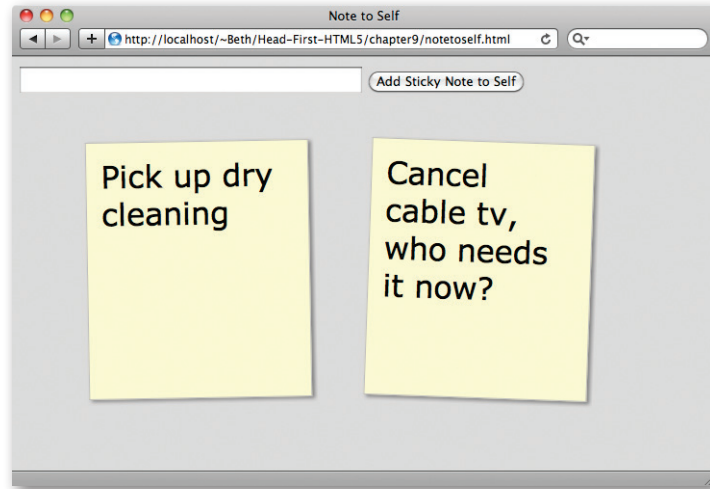 Note to Self
http://localhost/~Beth/Head-First-HTML5/chapter9/notetoself.html
Add Sticky Note to Self
Pick up dry
cleaning
Cancel
cable tv,
who needs
it now?